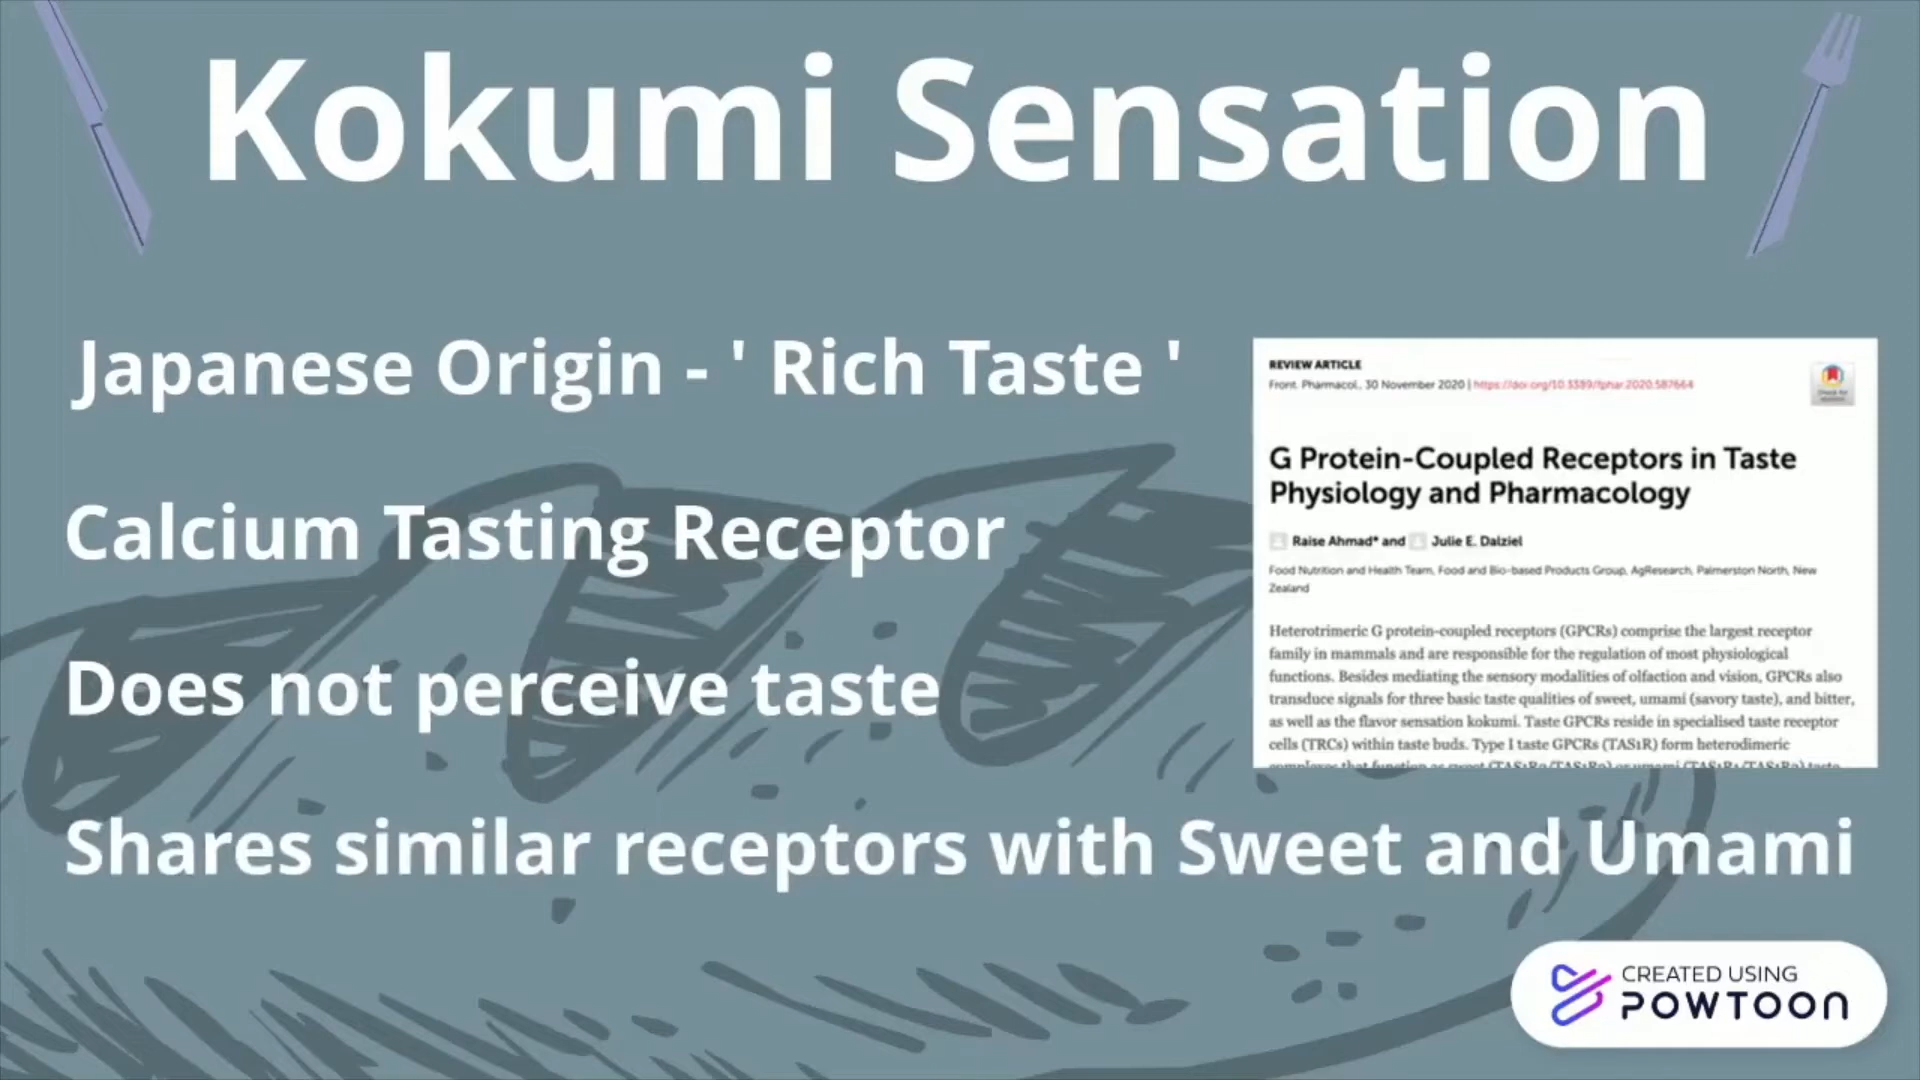 Kokumi Sensation
Japanese Origin - ' Rich Taste '
Calcium Tasting Receptor
Does not perceive taste
Shares similar receptors with Sweet and Umami
REVIEW ARTICLE
Front. Pharmacol., 30 November 2020 | https://doi.org/10.3389/fphar.2020.587664
Check for
G Protein-Coupled Receptors in Taste
Physiology and Pharmacology
Raise Ahmad* and Julie E. Dalziel
Food Nutrition and Health Team, Food and Bio-based Products Group, AgResearch, Palmerston North, New
Zealand
Heterotrimeric G protein-coupled receptors (GPCRs) comprise the largest receptor
family in mammals and are responsible for the regulation of most physiological
functions. Besides mediating the sensory modalities of olfaction and vision, GPCRs also
transduce signals for three basic taste qualities of sweet, umami (savory taste), and bitter,
as well as the flavor sensation kokumi. Taste GPCRs reside in specialised taste receptor
cells (TRCs) within taste buds. Type I taste GPCRs (TAS1R) form heterodimeric
CREATED USING
POWTOON